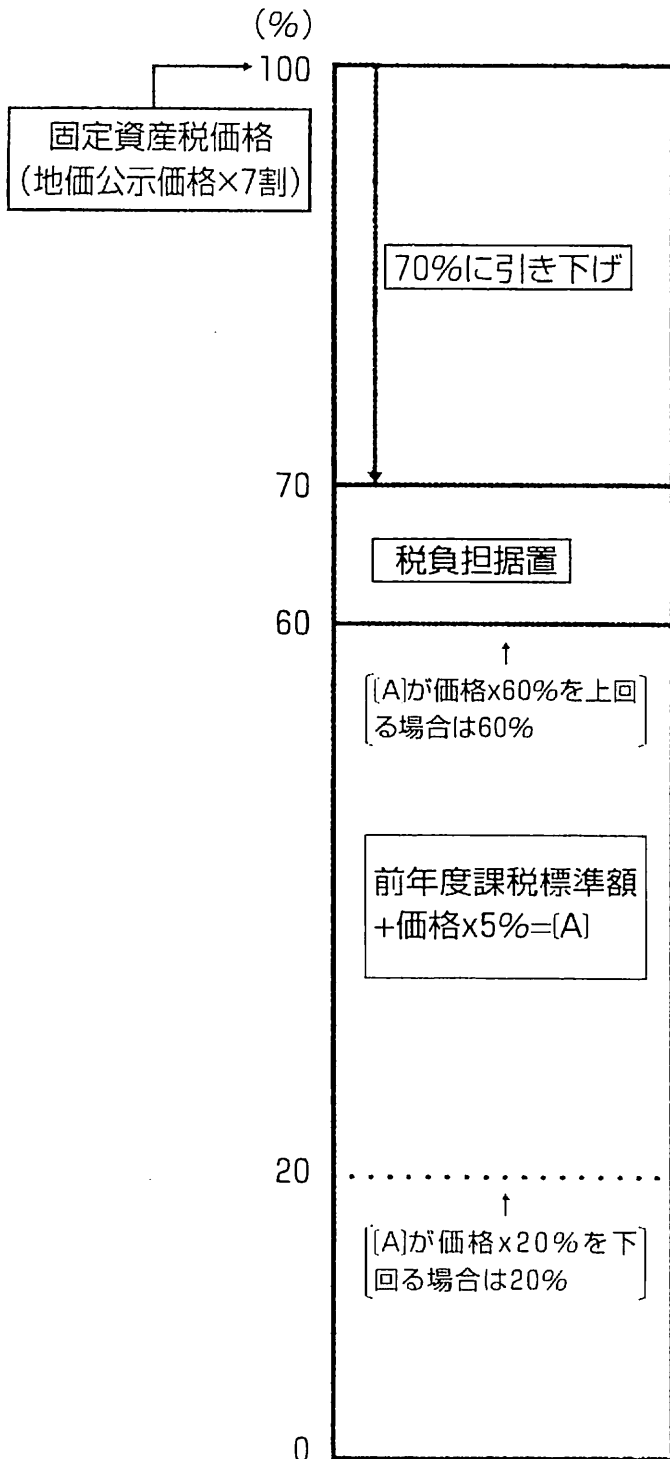 (%)
100
固定資産税価格
(地価公示価格×7割)
70%に引き下げ
70
税負担据置
60
↑
[[A]が価格x60%を上回
る場合は60%]
前年度課税標準額
+価格x5%=[A]
20
↑
[[A]が価格x20%を下
回る場合は20%]
0